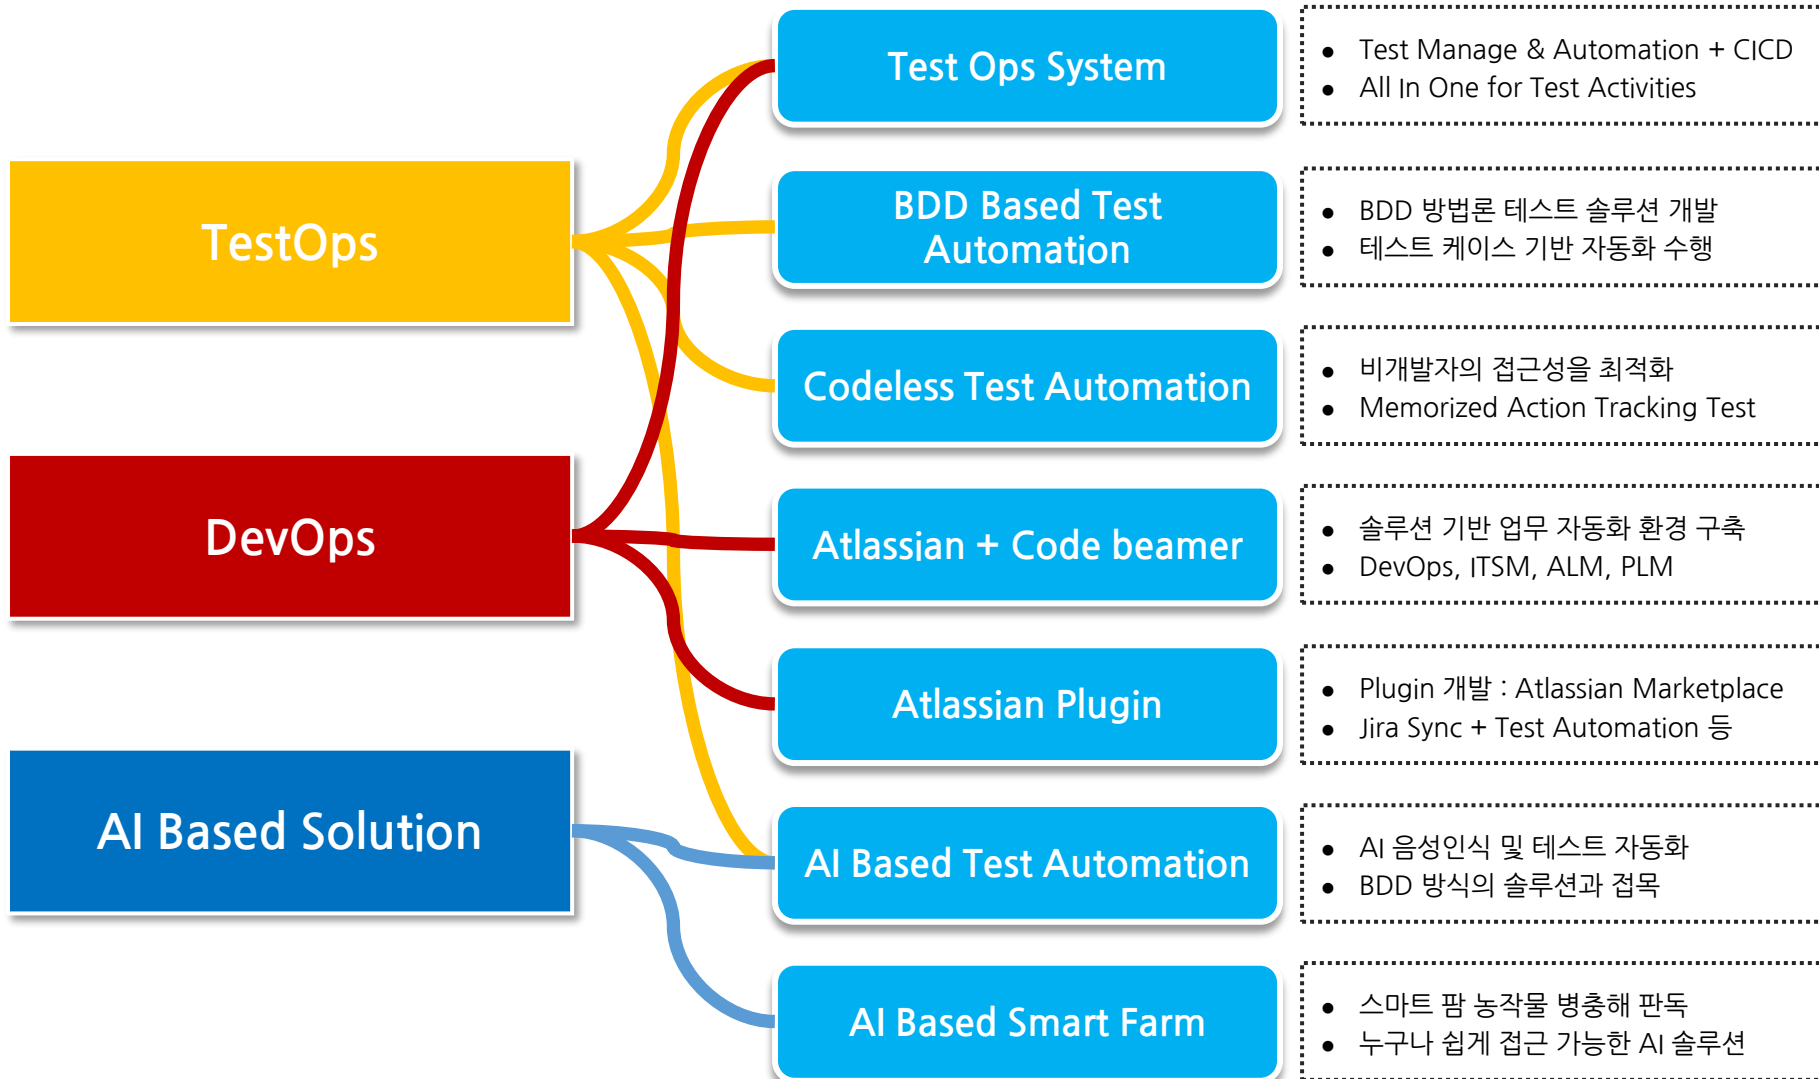 TestOps
DevOps
AI Based Solution
Test Ops System
● Test Manage & Automation + CICD
● All In One for Test Activities
BDD Based Test
Automation
● BDD 방법론 테스트 솔루션 개발
● 테스트 케이스 기반 자동화 수행
Codeless Test Automation
● 비개발자의 접근성을 최적화
● Memorized Action Tracking Test
Atlassian + Code beamer
● 솔루션 기반 업무 자동화 환경 구축
● DevOps, ITSM, ALM, PLM
Atlassian Plugin
● Plugin 개발 : Atlassian Marketplace
● Jira Sync + Test Automation 등
AI Based Test Automation
● AI 음성인식 및 테스트 자동화
● BDD 방식의 솔루션과 접목
AI Based Smart Farm
● 스마트 팜 농작물 병충해 판독
● 누구나 쉽게 접근 가능한 AI 솔루션